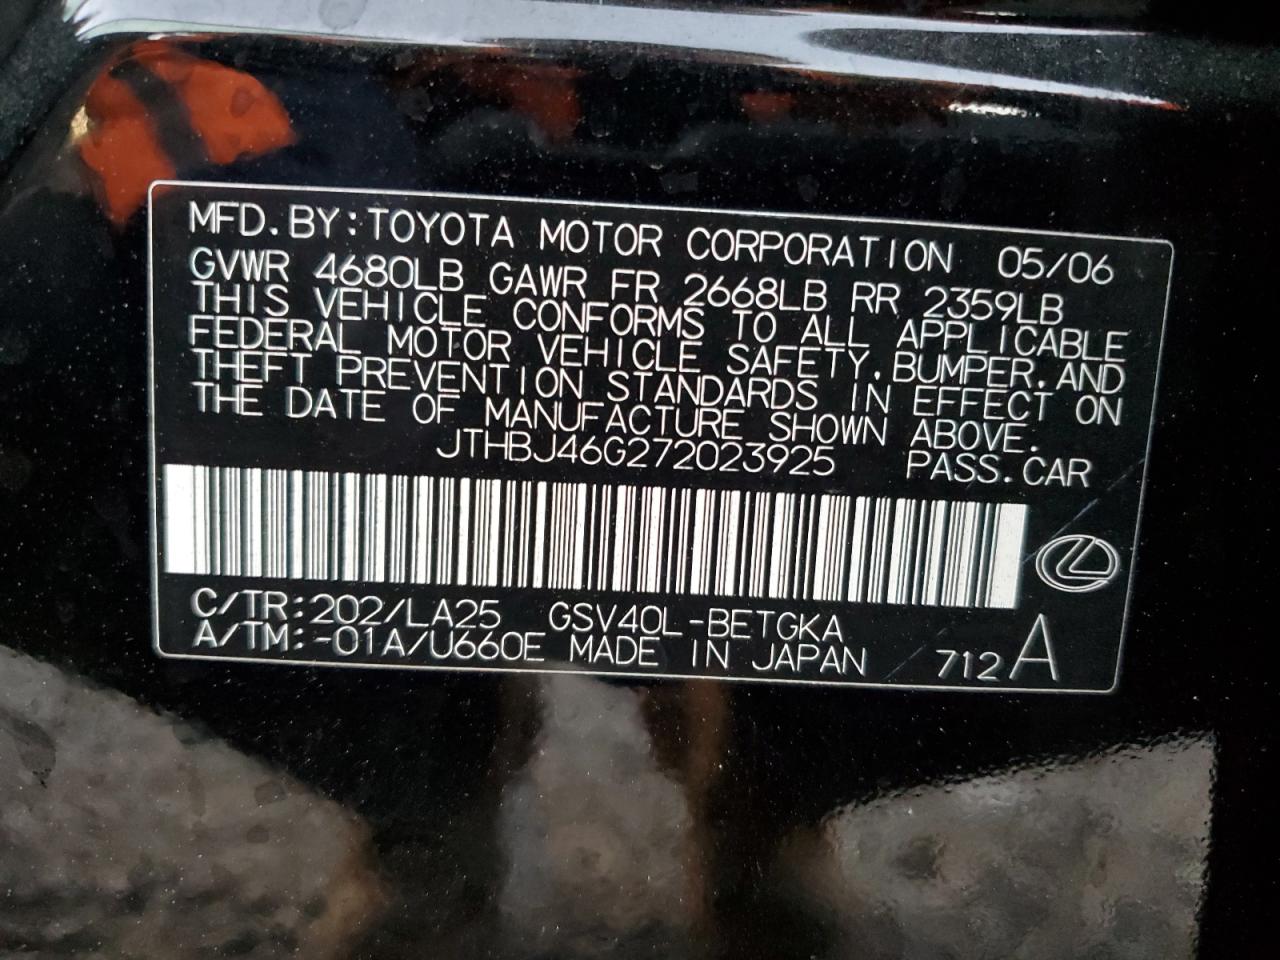 MFD.BY:TOYOTA MOTOR CORPORATION 05/06
GVWR 4680LB GAWR FR 2668LB RR 2359LB
THIS VEHICLE CONFORMS TO ALL APPLICABLE
FEDERAL MOTOR VEHICLE SAFETY,BUMPER,AND
THEFT PREVENTION STANDARDS IN EFFECT ON
THE DATE OF MANUFACTURE SHOWN ABOVE.
JTHBJ46G272023925 PASS.CAR
C/TR:202/LA25 GSV40L-BETGKA
A/TM:-01A/U660E MADE IN JAPAN 712A